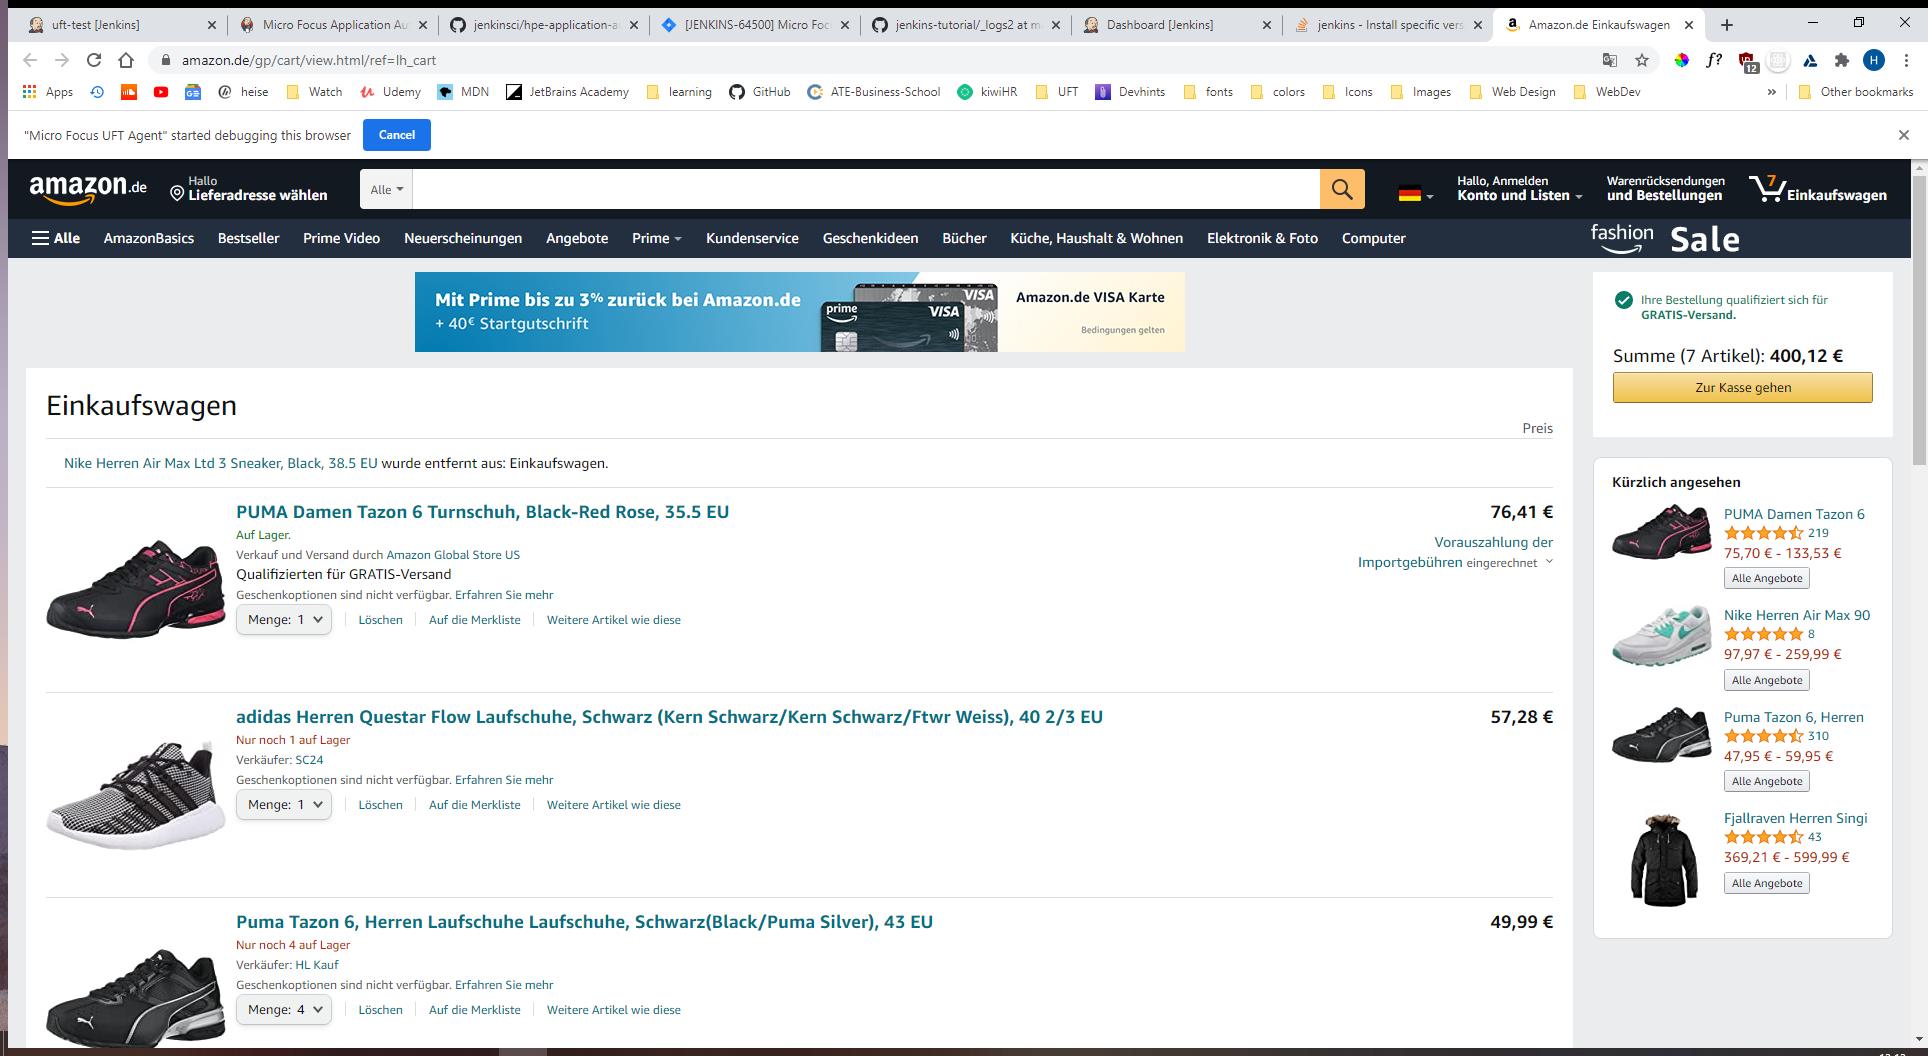 uft-test [Jenkins]
Micro Focus Application Au
jenkinsci/hpe-application-au
[JENKINS-64500] Micro Foc
jenkins-tutorial/_logs2 at m
Dashboard [Jenkins]
jenkins - Install specific vers
Amazon.de Einkaufswagen
amazon.de/gp/cart/view.html/ref=lh_cart
f?
12
H
Apps
heise
Watch
Udemy
MDN
JetBrains Academy
learning
GitHub
ATE-Business-School
kiwiHR
UFT
Devhints
fonts
colors
Icons
Images
Web Design
WebDev
»
Other bookmarks
"Micro Focus UFT Agent" started debugging this browser
Cancel
amazon.de
Hallo
Lieferadresse wählen
Alle
Hallo, Anmelden
Konto und Listen
Warenrücksendungen
und Bestellungen
7
Einkaufswagen
Alle
AmazonBasics
Bestseller
Prime Video
Neuerscheinungen
Angebote
Prime
Kundenservice
Geschenkideen
Bücher
Küche, Haushalt & Wohnen
Elektronik & Foto
Computer
fashion Sale
Mit Prime bis zu 3% zurück bei Amazon.de
+ 40€ Startgutschrift
prime
VISA
VISA
Amazon.de VISA Karte
Bedingungen gelten
Ihre Bestellung qualifiziert sich für
GRATIS-Versand.
Summe (7 Artikel): 400,12 €
Zur Kasse gehen
Einkaufswagen
Preis
Nike Herren Air Max Ltd 3 Sneaker, Black, 38.5 EU wurde entfernt aus: Einkaufswagen.
PUMA Damen Tazon 6 Turnschuh, Black-Red Rose, 35.5 EU
76,41 €
Auf Lager.
Verkauf und Versand durch Amazon Global Store US
Qualifizierten für GRATIS-Versand
Geschenkoptionen sind nicht verfügbar. Erfahren Sie mehr
Menge: 1
Löschen
Auf die Merkliste
Weitere Artikel wie diese
Vorauszahlung der
Importgebühren eingerechnet
adidas Herren Questar Flow Laufschuhe, Schwarz (Kern Schwarz/Kern Schwarz/Ftwr Weiss), 40 2/3 EU
57,28 €
Nur noch 1 auf Lager
Verkäufer: SC24
Geschenkoptionen sind nicht verfügbar. Erfahren Sie mehr
Menge: 1
Löschen
Auf die Merkliste
Weitere Artikel wie diese
Puma Tazon 6, Herren Laufschuhe Laufschuhe, Schwarz(Black/Puma Silver), 43 EU
49,99 €
Nur noch 4 auf Lager
Verkäufer: HL Kauf
Geschenkoptionen sind nicht verfügbar. Erfahren Sie mehr
Menge: 4
Löschen
Auf die Merkliste
Weitere Artikel wie diese
Kürzlich angesehen
PUMA Damen Tazon 6
219
75,70 € - 133,53 €
Alle Angebote
Nike Herren Air Max 90
8
97,97 € - 259,99 €
Alle Angebote
Puma Tazon 6, Herren
310
47,95 € - 59,95 €
Alle Angebote
Fjallraven Herren Singi
43
369,21 € - 599,99 €
Alle Angebote